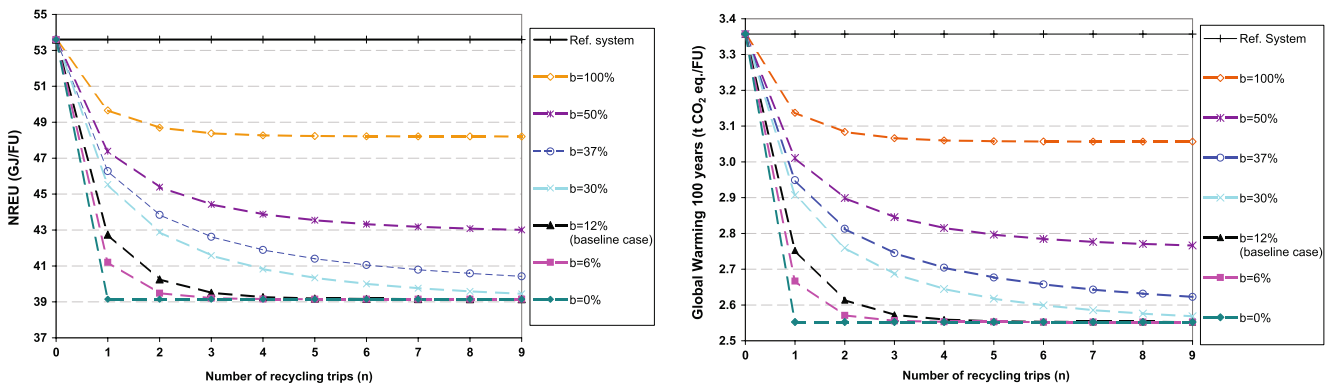 NREU (GJ/FU)
55
53
51
49
47
45
43
41
39
37
0 1 2 3 4 5 6 7 8 9
Number of recycling trips (n)
Ref. system
b=100%
b=50%
b=37%
b=30%
b=12%
(baseline case)
b=6%
b=0%
Global Warming 100 years (t CO2 eq./FU)
3.4
3.3
3.2
3.1
3.0
2.9
2.8
2.7
2.6
2.5
0 1 2 3 4 5 6 7 8 9
Number of recycling trips (n)
Ref. System
b=100%
b=50%
b=37%
b=30%
b=12%
(baseline case)
b=6%
b=0%